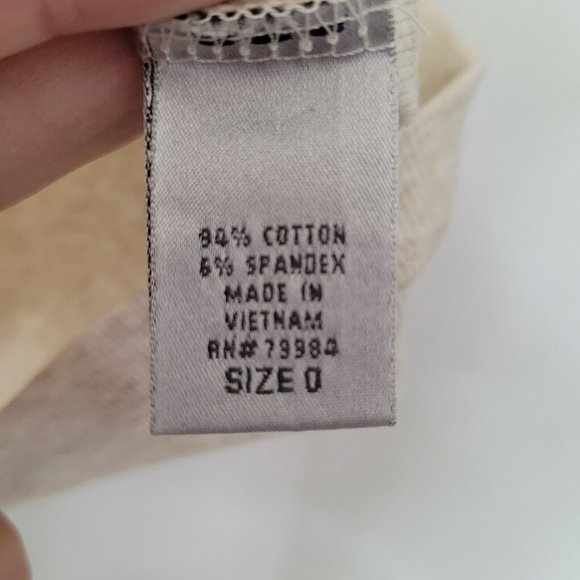 94% COTTON
6% SPANDEX
MADE IN
VIETNAM
RN# 79984
SIZE 0